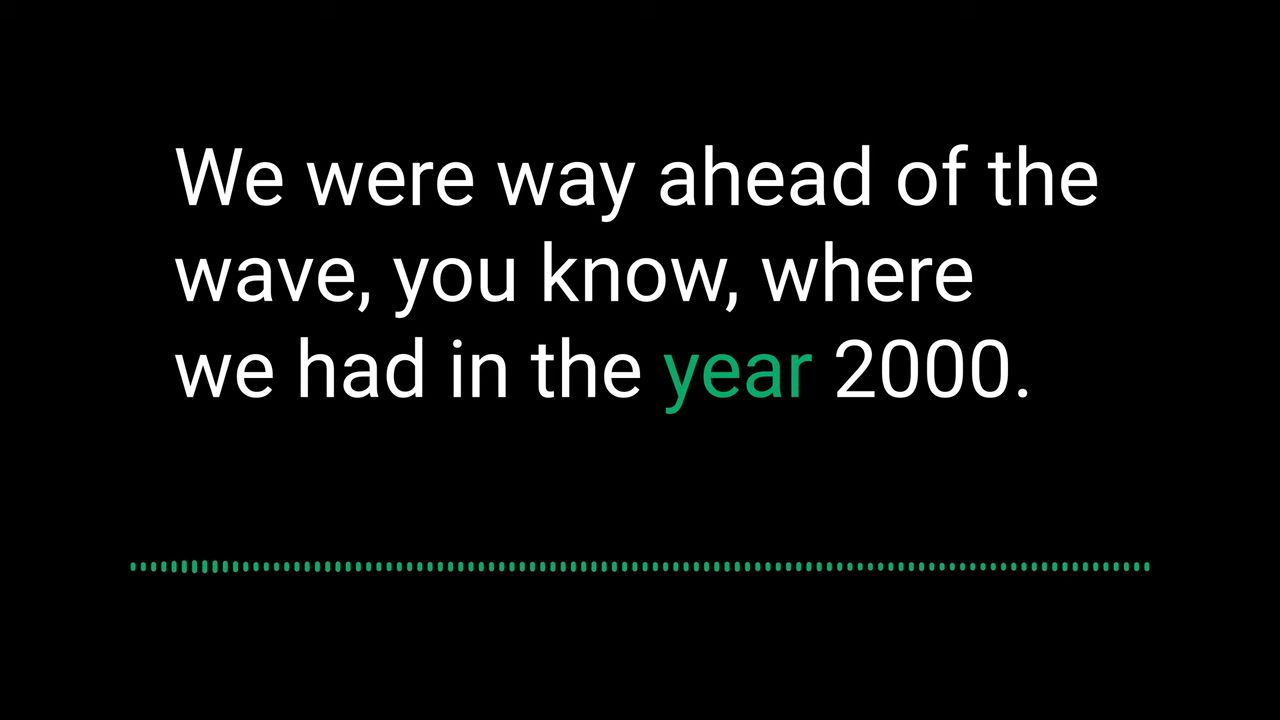 We were way ahead of the
wave, you know, where
we had in the year 2000.